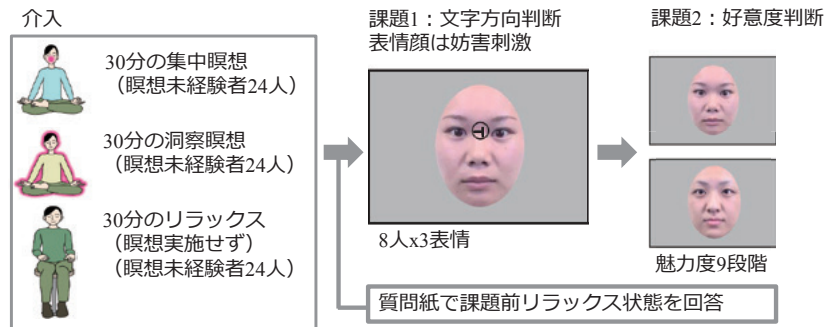 介入
30分の集中瞑想
（瞑想未経験者24人）
30分の洞察瞑想
（瞑想未経験者24人）
30分のリラックス
（瞑想実施せず）
（瞑想未経験者24人）
課題1：文字方向判断
表情顔は妨害刺激
8人x3表情
課題2：好意度判断
魅力度9段階
質問紙で課題前リラックス状態を回答